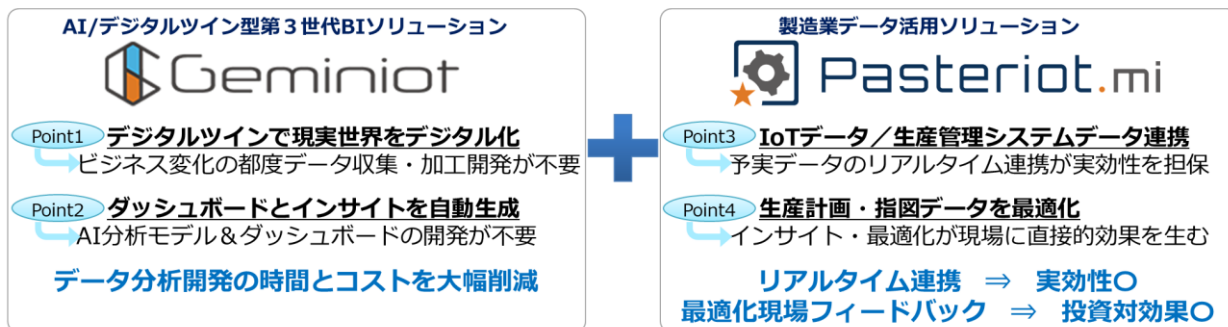 AI/デジタルツイン型第３世代BIソリューション
Geminiot
Point1 デジタルツインで現実世界をデジタル化
ビジネス変化の都度データ収集・加工開発が不要
Point2 ダッシュボードとインサイトを自動生成
AI分析モデル＆ダッシュボードの開発が不要
データ分析開発の時間とコストを大幅削減
製造業データ活用ソリューション
Pasteriot.mi
Point3 IoTデータ／生産管理システムデータ連携
予実データのリアルタイム連携が実効性を担保
Point4 生産計画・指図データを最適化
インサイト・最適化が現場に直接的効果を生む
リアルタイム連携 ⇒ 実効性〇
最適化現場フィードバック ⇒ 投資対効果〇